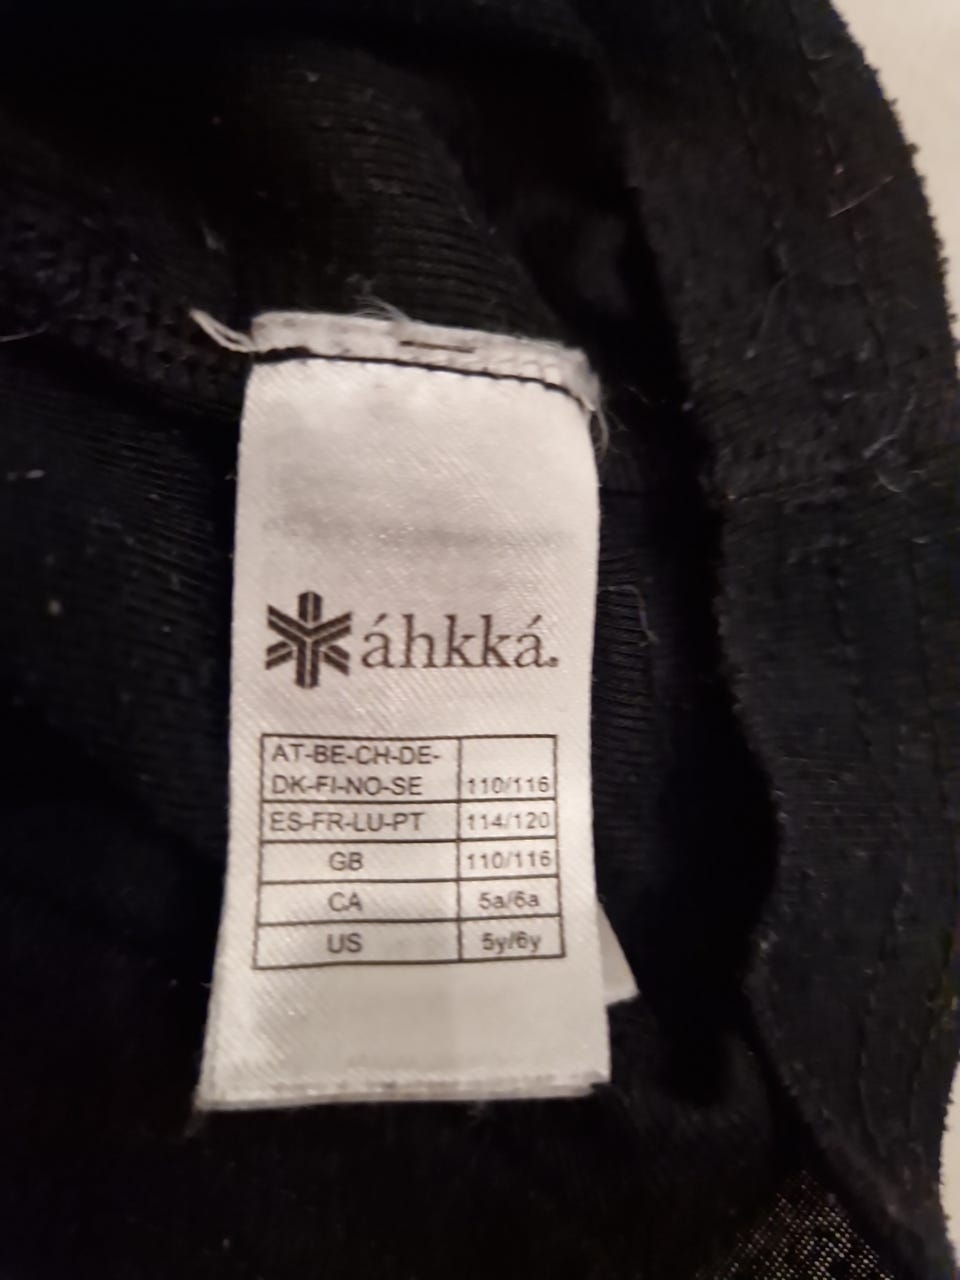 áhkká.
AT-BE-CH-DE-
DK-FI-NO-SE 110/116
ES-FR-LU-PT 114/120
GB 110/116
CA 5a/6a
US 5y/6y